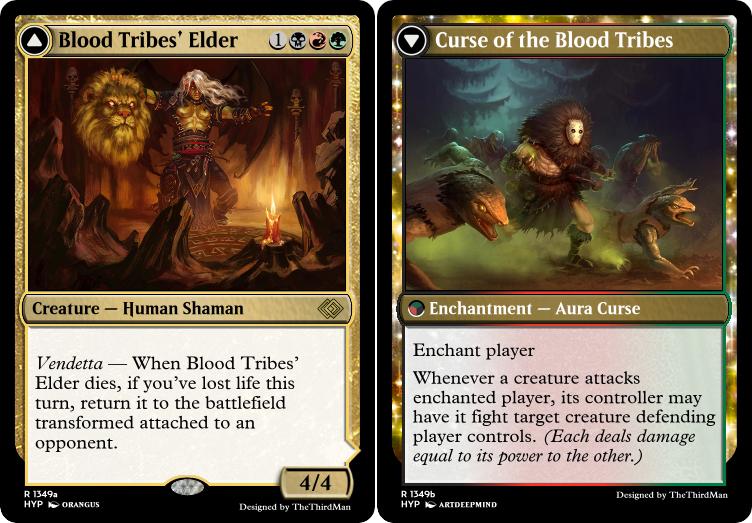 Blood Tribes' Elder 1
Creature — Human Shaman
Vendetta — When Blood Tribes'
Elder dies, if you've lost life this
turn, return it to the battlefield
transformed attached to an
opponent.
4/4
R 1349a
HYP ORANGUS
Designed by TheThirdMan
Curse of the Blood Tribes
Enchantment — Aura Curse
Enchant player
Whenever a creature attacks
enchanted player, its controller may
have it fight target creature defending
player controls. (Each deals damage
equal to its power to the other.)
R 1349b
HYP ARTDEEPMIND
Designed by TheThirdMan